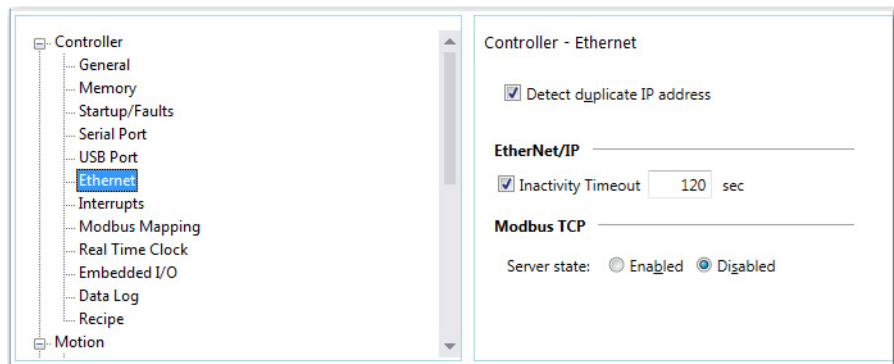 Controller
General
Memory
Startup/Faults
Serial Port
USB Port
Ethernet
Interrupts
Modbus Mapping
Real Time Clock
Embedded I/O
Data Log
Recipe
Motion
Controller - Ethernet
Detect duplicate IP address
EtherNet/IP
Inactivity Timeout 120 sec
Modbus TCP
Server state: Enabled Disabled